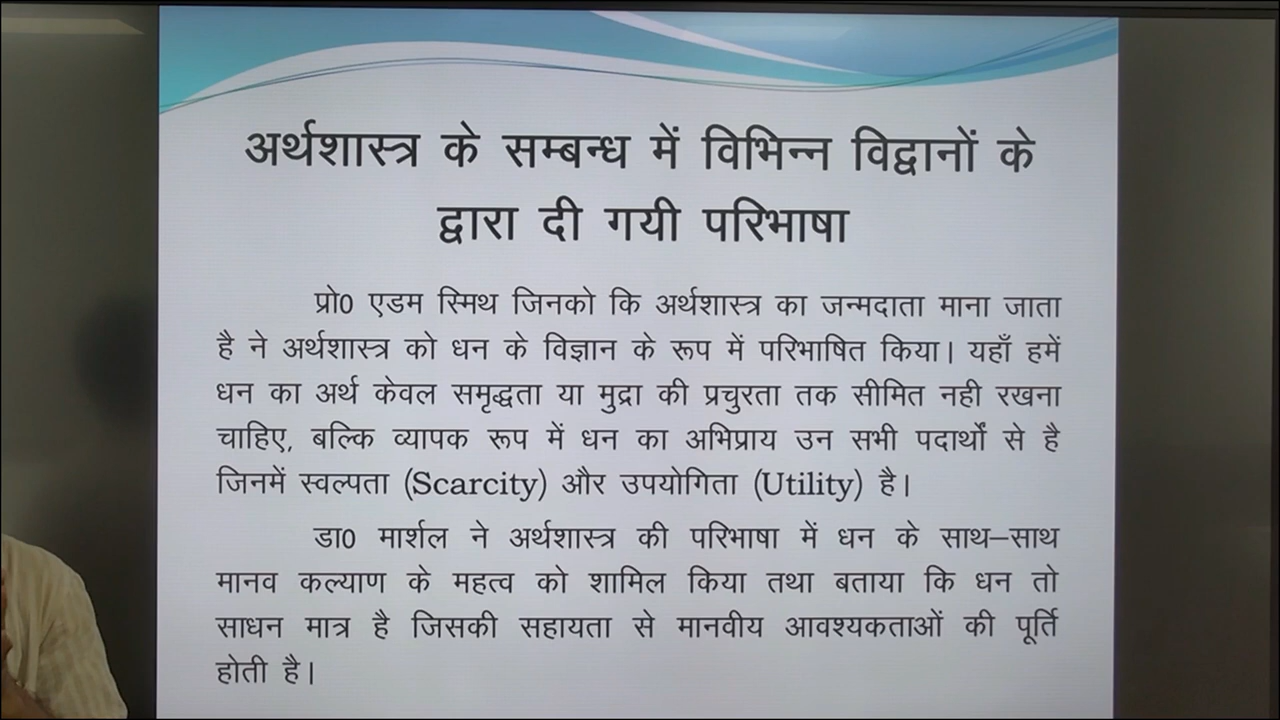 अर्थशास्त्र के सम्बन्ध में विभिन्न विद्वानों के
द्वारा दी गयी परिभाषा
प्रो0 एडम स्मिथ जिनको कि अर्थशास्त्र का जन्मदाता माना जाता
है ने अर्थशास्त्र को धन के विज्ञान के रूप में परिभाषित किया। यहाँ हमें
धन का अर्थ केवल समृद्धता या मुद्रा की प्रचुरता तक सीमित नही रखना
चाहिए, बल्कि व्यापक रूप में धन का अभिप्राय उन सभी पदार्थों से है
जिनमें स्वल्पता (Scarcity) और उपयोगिता (Utility) है।
डा0 मार्शल ने अर्थशास्त्र की परिभाषा में धन के साथ–साथ
मानव कल्याण के महत्व को शामिल किया तथा बताया कि धन तो
साधन मात्र है जिसकी सहायता से मानवीय आवश्यकताओं की पूर्ति
होती है।